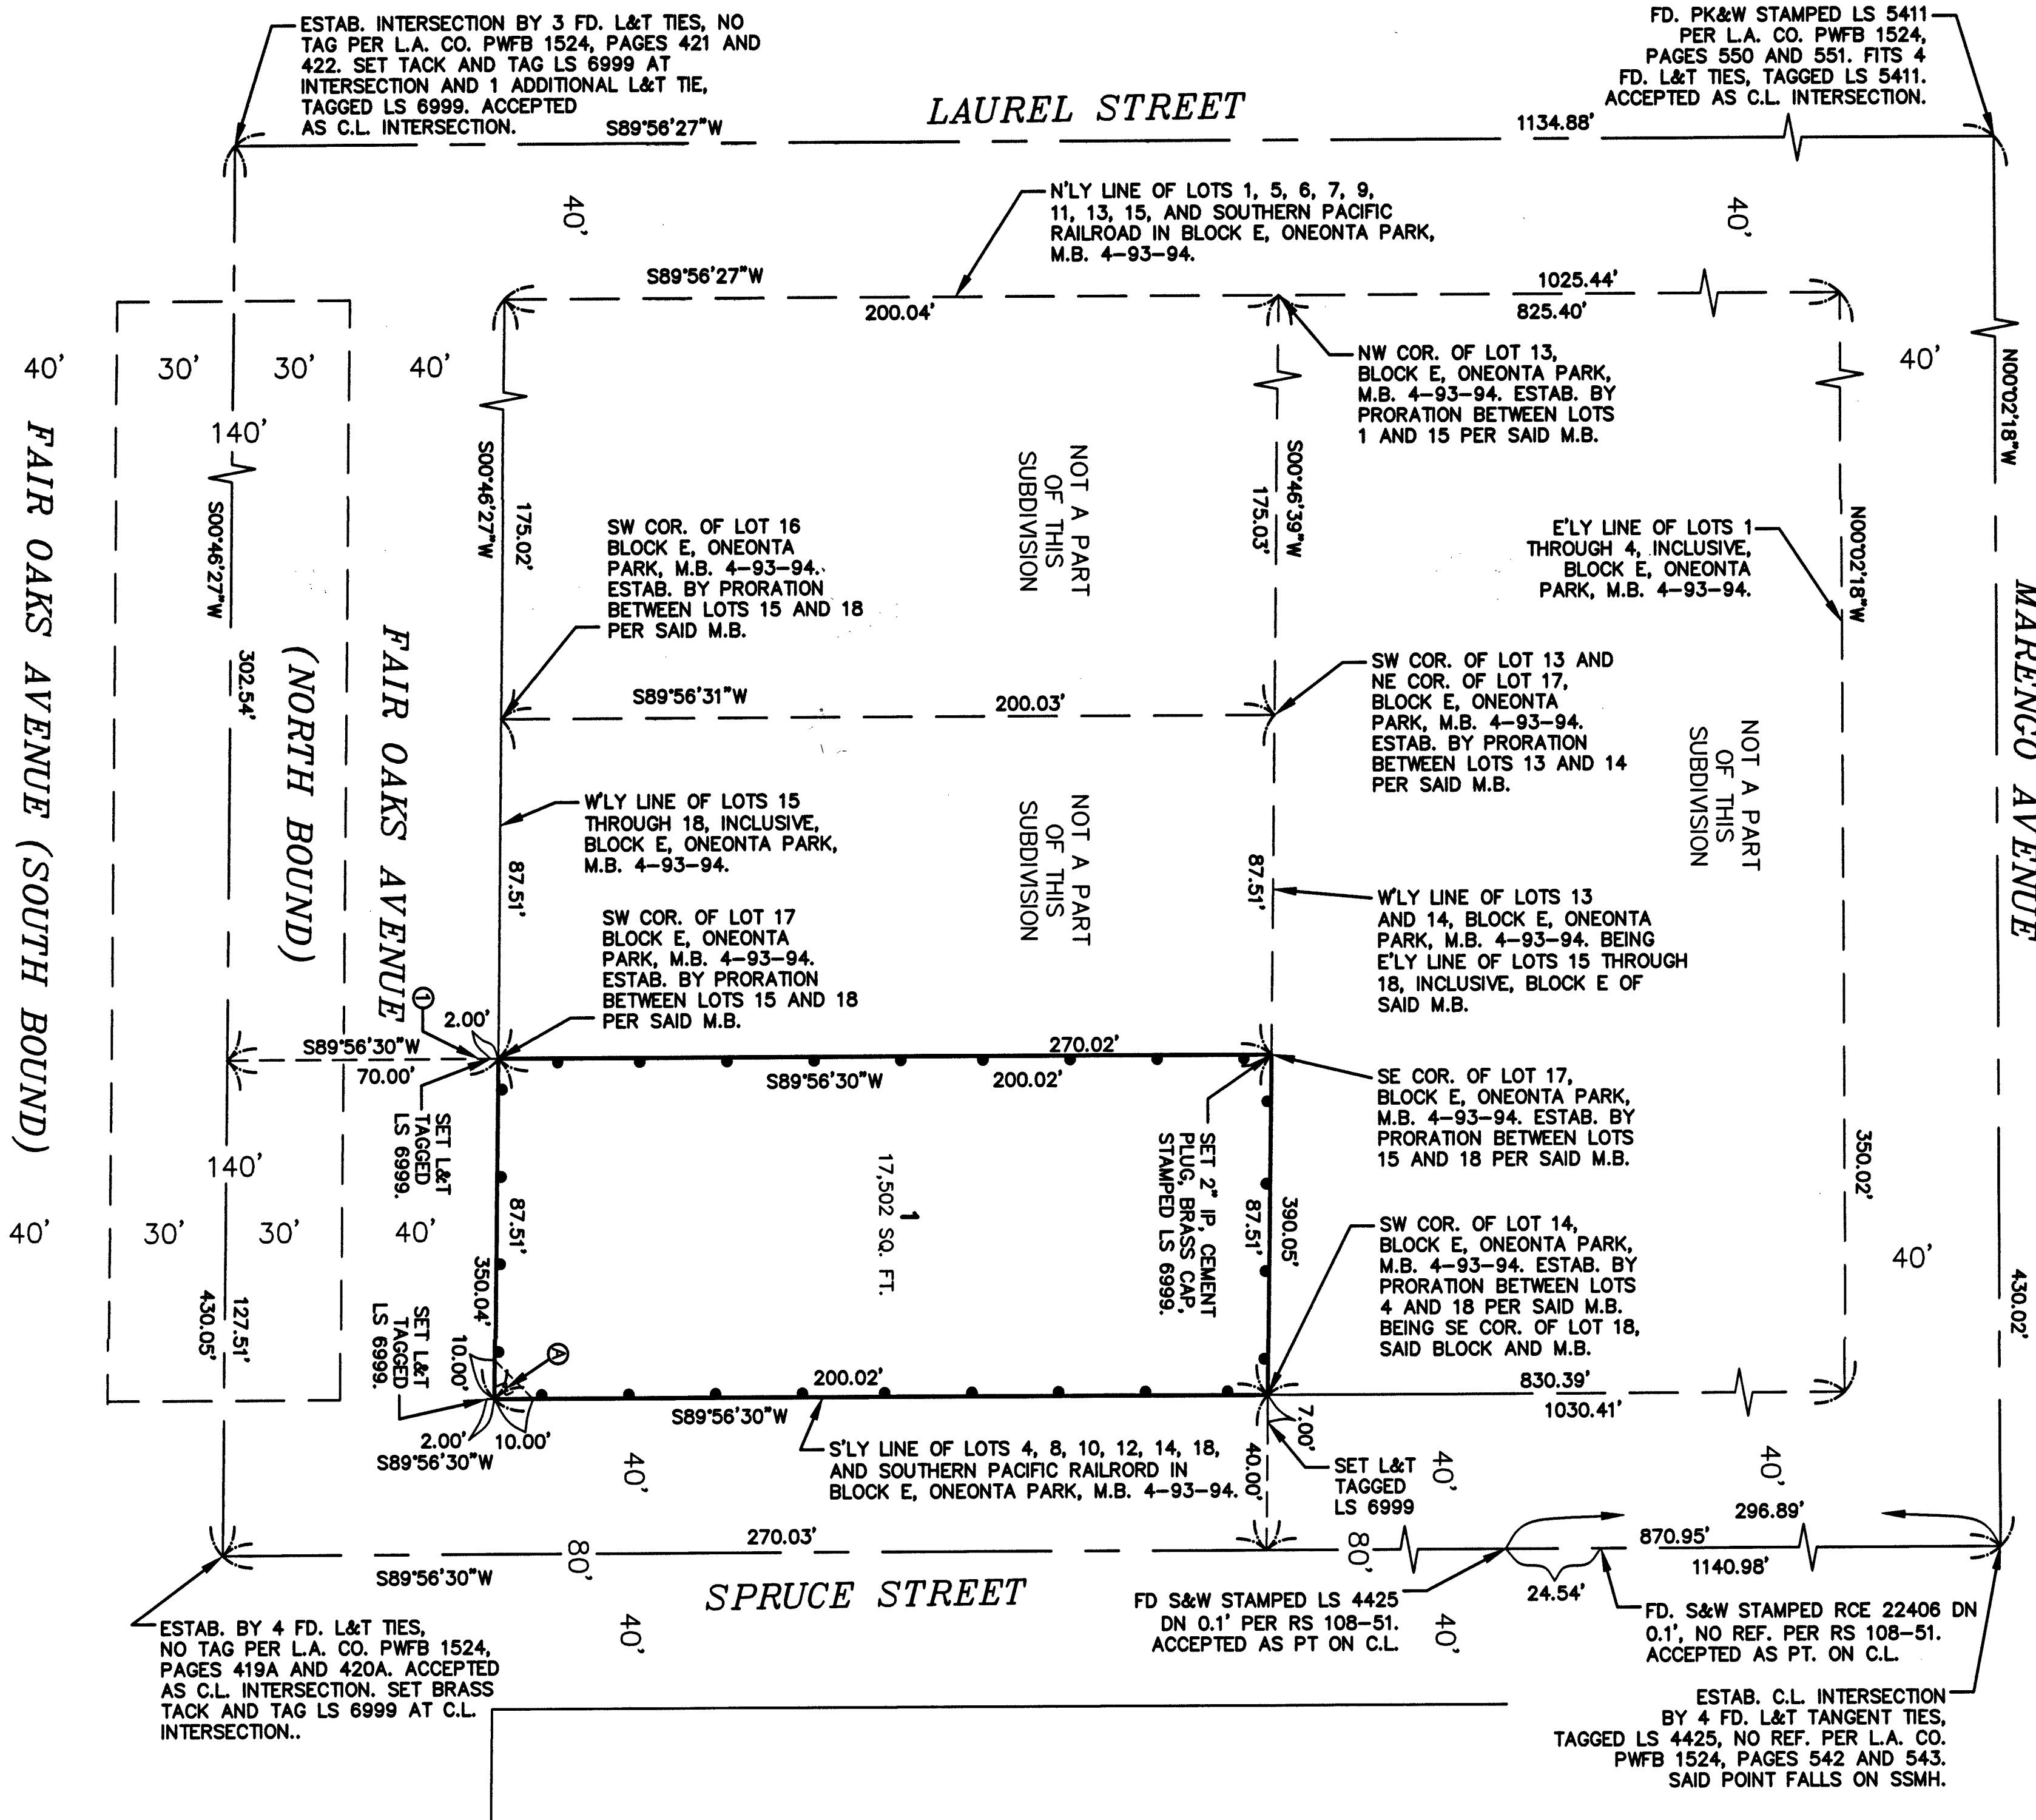 ESTAB. INTERSECTION BY 3 FD. L&T TIES, NO
TAG PER L.A. CO. PWFB 1524, PAGES 421 AND
422. SET TACK AND TAG LS 6999 AT
INTERSECTION AND 1 ADDITIONAL L&T TIE,
TAGGED LS 6999. ACCEPTED
AS C.L. INTERSECTION.
FD. PK&W STAMPED LS 5411
PER L.A. CO. PWFB 1524,
PAGES 550 AND 551. FITS 4
FD. L&T TIES, TAGGED LS 5411.
ACCEPTED AS C.L. INTERSECTION.
LAUREL STREET
S89°56'27"W
1134.88'
40'
40'
N'LY LINE OF LOTS 1, 5, 6, 7, 9,
11, 13, 15, AND SOUTHERN PACIFIC
RAILROAD IN BLOCK E, ONEONTA PARK,
M.B. 4-93-94.
S89°56'27"W
200.04'
1025.44'
825.40'
40'
30'
30'
40'
140'
40'
NW COR. OF LOT 13,
BLOCK E, ONEONTA PARK,
M.B. 4-93-94. ESTAB. BY
PRORATION BETWEEN LOTS
1 AND 15 PER SAID M.B.
N00°02'18"W
N00°02'18"W
S00°46'27"W
302.54'
S00°46'27"W
175.02'
S00°46'39"W
175.03'
NOT A PART
OF THIS
SUBDIVISION
SW COR. OF LOT 16
BLOCK E, ONEONTA
PARK, M.B. 4-93-94.
ESTAB. BY PRORATION
BETWEEN LOTS 15 AND 18
PER SAID M.B.
E'LY LINE OF LOTS 1
THROUGH 4, INCLUSIVE,
BLOCK E, ONEONTA
PARK, M.B. 4-93-94.
FAIR OAKS AVENUE (SOUTH BOUND)
FAIR OAKS AVENUE
(NORTH BOUND)
MARENGO AVENUE
S89°56'31"W
200.03'
SW COR. OF LOT 13 AND
NE COR. OF LOT 17,
BLOCK E, ONEONTA
PARK, M.B. 4-93-94.
ESTAB. BY PRORATION
BETWEEN LOTS 13 AND 14
PER SAID M.B.
NOT A PART
OF THIS
SUBDIVISION
W'LY LINE OF LOTS 15
THROUGH 18, INCLUSIVE,
BLOCK E, ONEONTA PARK,
M.B. 4-93-94.
NOT A PART
OF THIS
SUBDIVISION
87.51'
87.51'
W'LY LINE OF LOTS 13
AND 14, BLOCK E, ONEONTA
PARK, M.B. 4-93-94. BEING
E'LY LINE OF LOTS 15 THROUGH
18, INCLUSIVE, BLOCK E OF
SAID M.B.
SW COR. OF LOT 17
BLOCK E, ONEONTA
PARK, M.B. 4-93-94.
ESTAB. BY PRORATION
BETWEEN LOTS 15 AND 18
PER SAID M.B.
1
2.00'
S89°56'30"W
70.00'
270.02'
S89°56'30"W
200.02'
SET L&T
TAGGED
LS 6999.
SET 2" IP, CEMENT
PLUG, BRASS CAP,
STAMPED LS 6999.
SE COR. OF LOT 17,
BLOCK E, ONEONTA PARK,
M.B. 4-93-94. ESTAB. BY
PRORATION BETWEEN LOTS
15 AND 18 PER SAID M.B.
350.02'
140'
40'
30'
30'
40'
87.51'
350.04'
1
17,502 SQ. FT.
390.05'
87.51'
SW COR. OF LOT 14,
BLOCK E, ONEONTA PARK,
M.B. 4-93-94. ESTAB. BY
PRORATION BETWEEN LOTS
4 AND 18 PER SAID M.B.
BEING SE COR. OF LOT 18,
SAID BLOCK AND M.B.
40'
430.02'
127.51'
430.05'
SET L&T
TAGGED
LS 6999.
10.00'
A
200.02'
830.39'
1030.41'
S89°56'30"W
2.00'
10.00'
S89°56'30"W
S'LY LINE OF LOTS 4, 8, 10, 12, 14, 18,
AND SOUTHERN PACIFIC RAILRORD IN
BLOCK E, ONEONTA PARK, M.B. 4-93-94.
7.00'
40.00'
SET L&T
TAGGED
LS 6999
40'
40'
40'
296.89'
270.03'
80'
80'
870.95'
1140.98'
S89°56'30"W
SPRUCE STREET
24.54'
40'
40'
FD S&W STAMPED LS 4425
DN 0.1' PER RS 108-51.
ACCEPTED AS PT ON C.L.
FD. S&W STAMPED RCE 22406 DN
0.1', NO REF. PER RS 108-51.
ACCEPTED AS PT. ON C.L.
ESTAB. BY 4 FD. L&T TIES,
NO TAG PER L.A. CO. PWFB 1524,
PAGES 419A AND 420A. ACCEPTED
AS C.L. INTERSECTION. SET BRASS
TACK AND TAG LS 6999 AT C.L.
INTERSECTION..
ESTAB. C.L. INTERSECTION
BY 4 FD. L&T TANGENT TIES,
TAGGED LS 4425, NO REF. PER L.A. CO.
PWFB 1524, PAGES 542 AND 543.
SAID POINT FALLS ON SSMH.